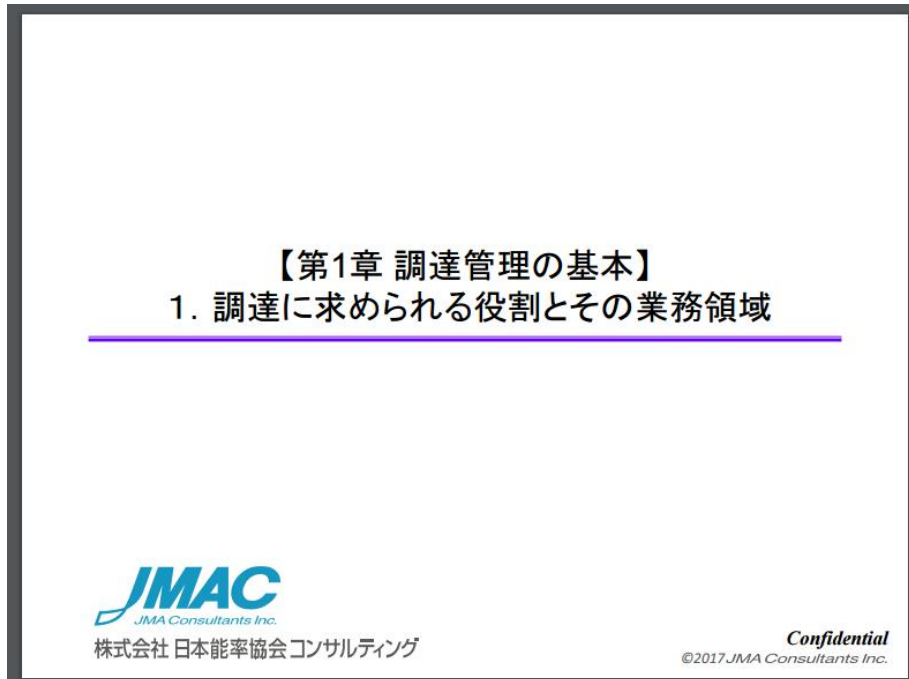 【第1章 調達管理の基本】
１．調達に求められる役割とその業務領域
JMAC
JMA Consultants Inc.
株式会社 日本能率協会コンサルティング
Confidential
©2017 JMA Consultants Inc.